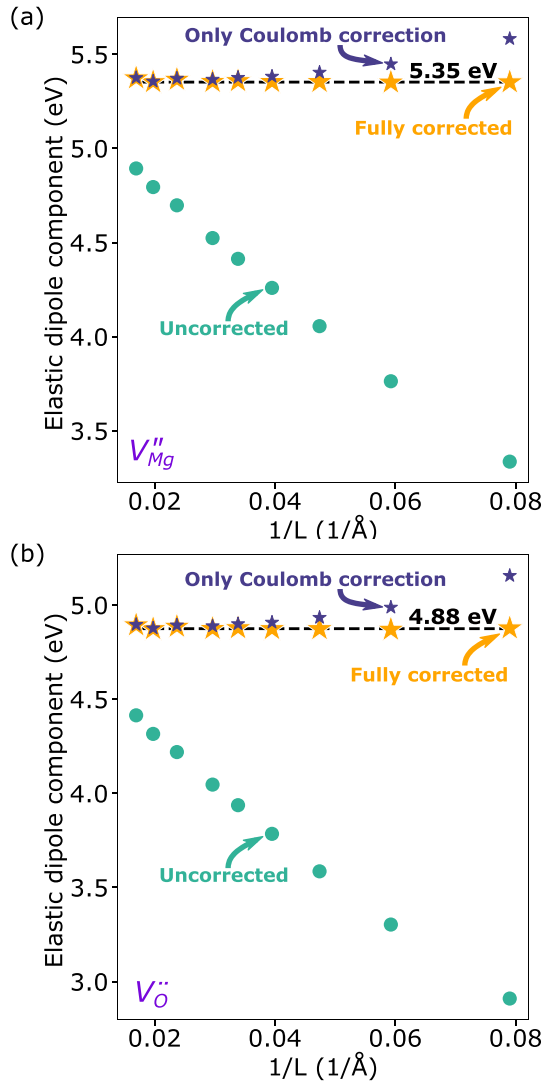 (a)
Only Coulomb correction
5.5
5.35 eV
Fully corrected
5.0
4.5
4.0
Uncorrected
3.5
Elastic dipole component (eV)
V″Mg
0.02 0.04 0.06 0.08
1/L (1/Å)
(b)
Only Coulomb correction
5.0
4.88 eV
Fully corrected
4.5
4.0
3.5
Uncorrected
3.0
Elastic dipole component (eV)
V¨O
0.02 0.04 0.06 0.08
1/L (1/Å)